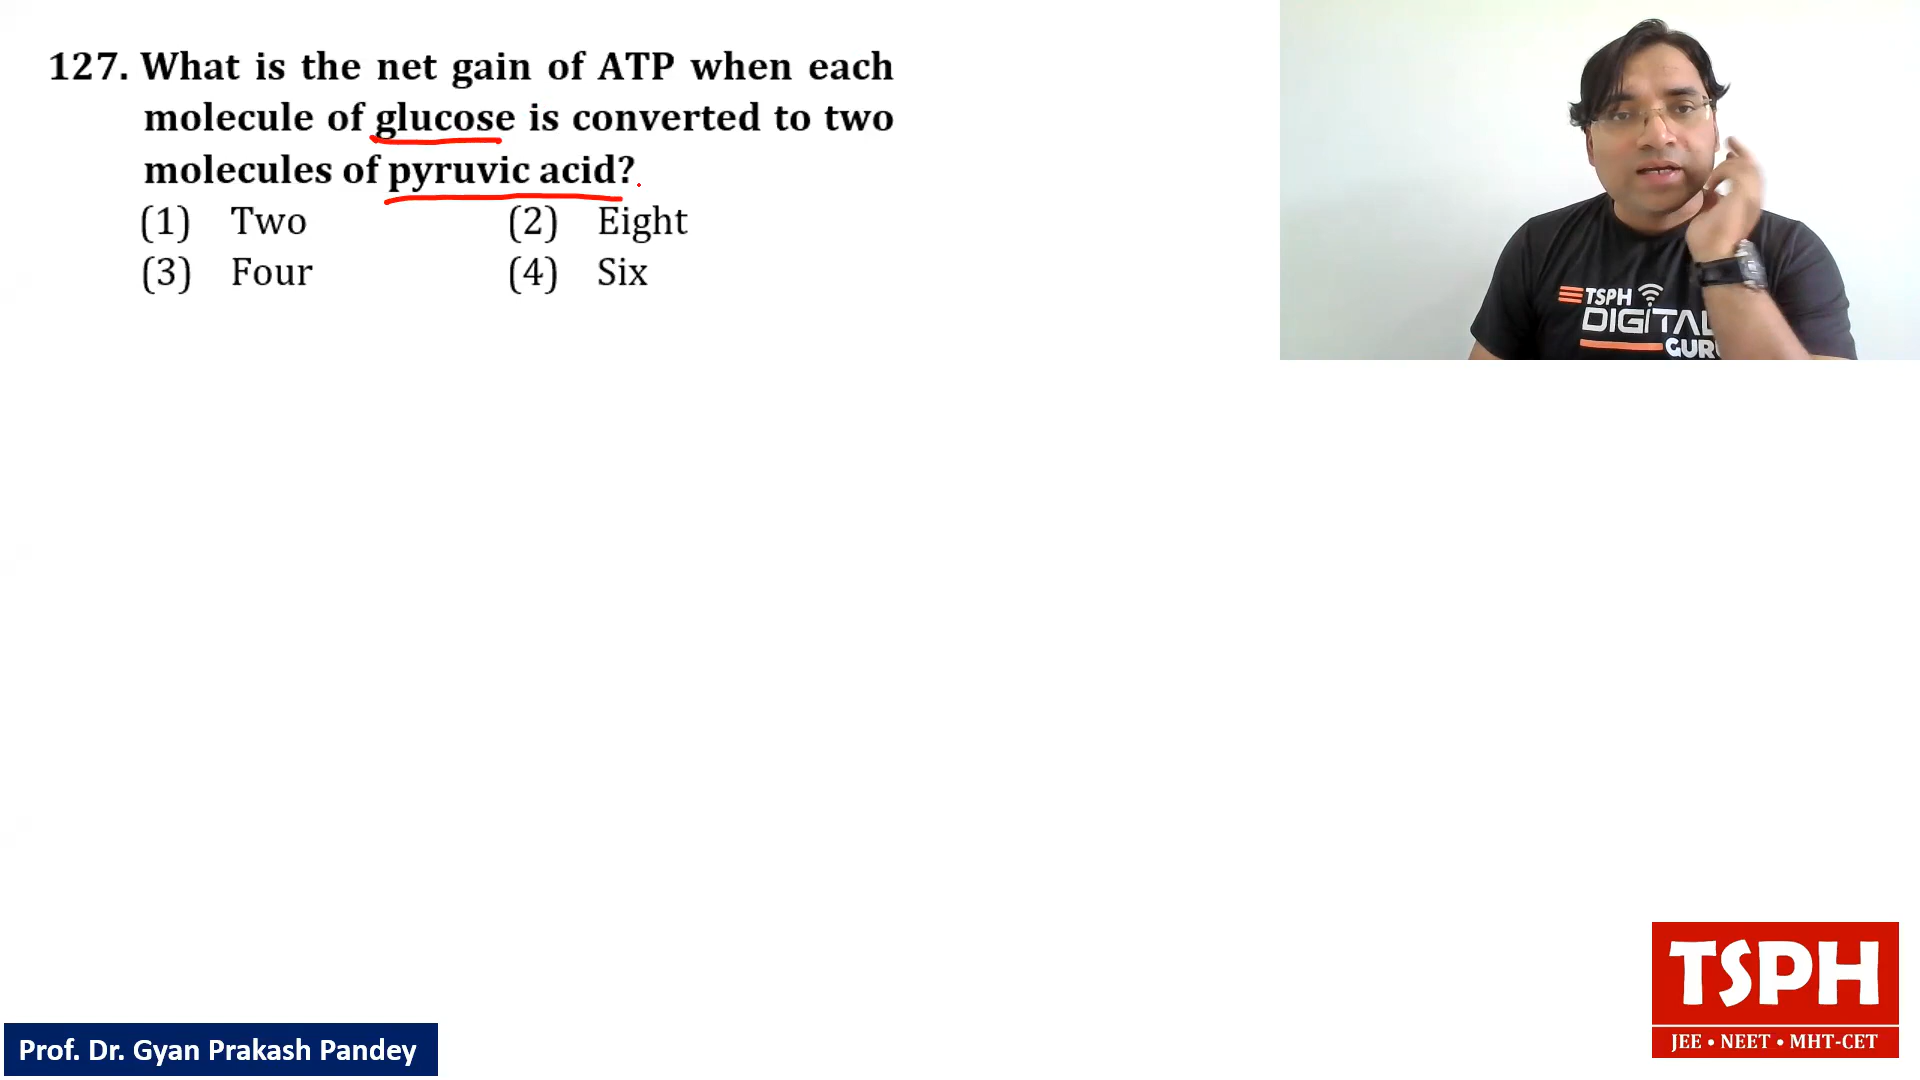 127. What is the net gain of ATP when each
molecule of glucose is converted to two
molecules of pyruvic acid?
(1) Two (2) Eight
(3) Four (4) Six
TSPH
DIGITAL
GURU
TSPH
JEE • NEET • MHT-CET
Prof. Dr. Gyan Prakash Pandey